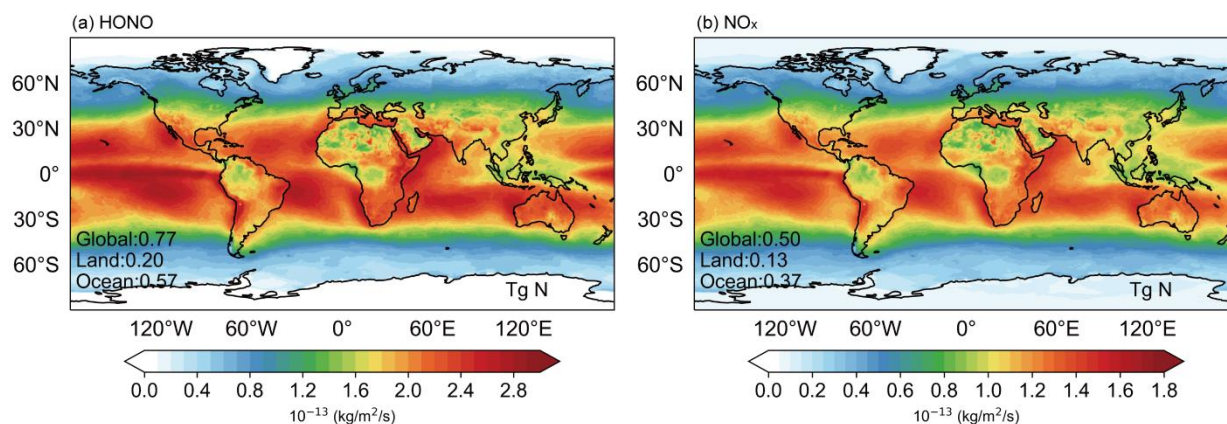 (a) HONO
60°N
30°N
0°
30°S
60°S
Global:0.77
Land:0.20
Ocean:0.57
Tg N
120°W 60°W 0° 60°E 120°E
0.0 0.4 0.8 1.2 1.6 2.0 2.4 2.8
10⁻¹³ (kg/m²/s)
(b) NOₓ
60°N
30°N
0°
30°S
60°S
Global:0.50
Land:0.13
Ocean:0.37
Tg N
120°W 60°W 0° 60°E 120°E
0.0 0.2 0.4 0.6 0.8 1.0 1.2 1.4 1.6 1.8
10⁻¹³ (kg/m²/s)